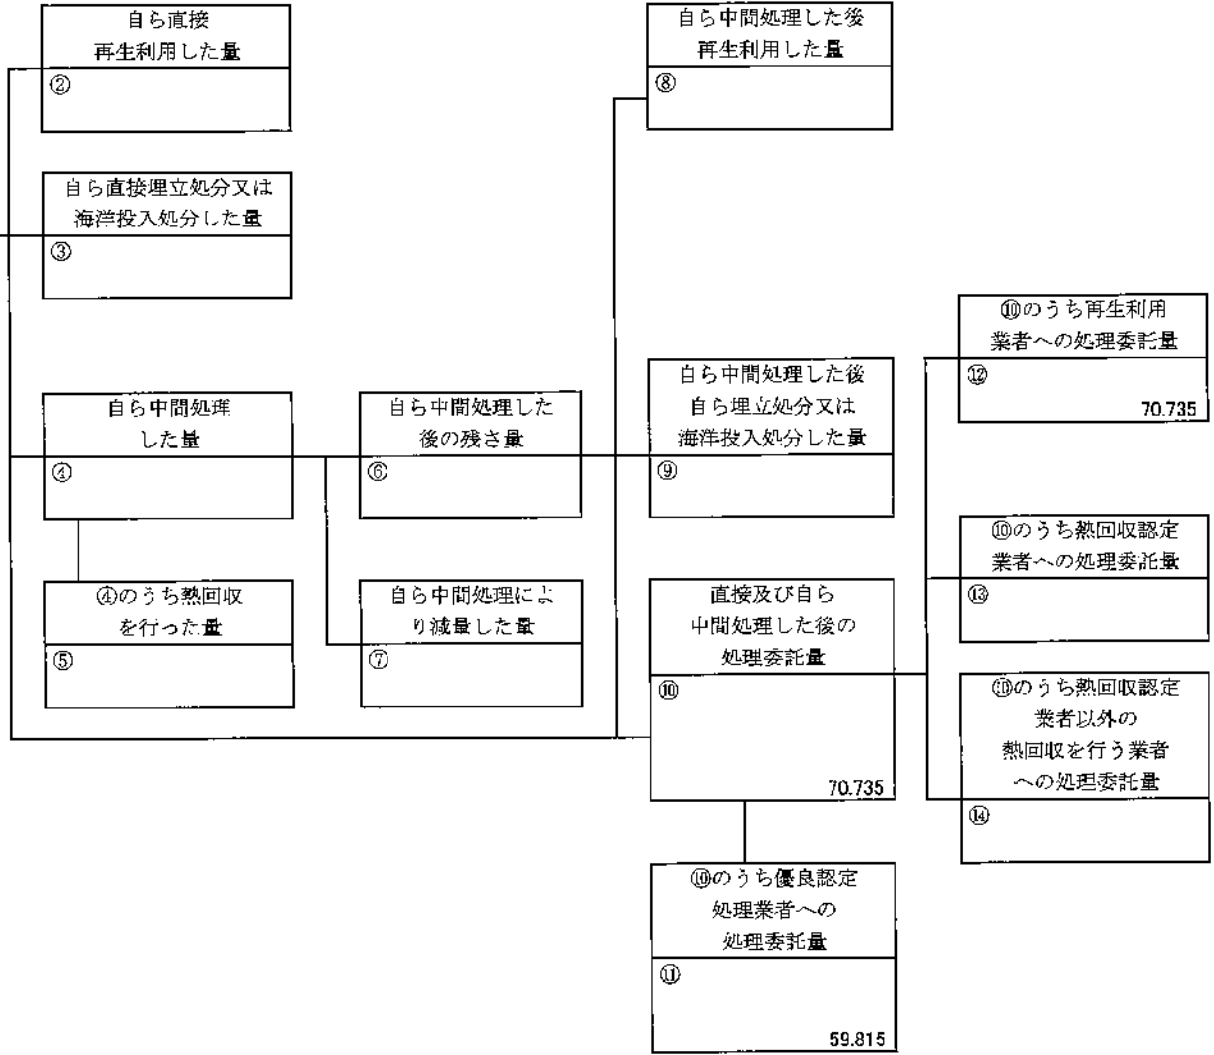 自ら直接
再生利用した量
②
自ら中間処理した後
再生利用した量
⑧
自ら直接埋立処分又は
海洋投入処分した量
③
⑩のうち再生利用
業者への処理委託量
⑫
70.735
自ら中間処理
した量
④
自ら中間処理した
後の残さ量
⑥
自ら中間処理した後
自ら埋立処分又は
海洋投入処分した量
⑨
⑩のうち熱回収認定
業者への処理委託量
⑬
④のうち熱回収
を行った量
⑤
自ら中間処理によ
り減量した量
⑦
直接及び自ら
中間処理した後の
処理委託量
⑩
70.735
⑩のうち熱回収認定
業者以外の
熱回収を行う業者
への処理委託量
⑭
⑩のうち優良認定
処理業者への
処理委託量
⑪
59.815